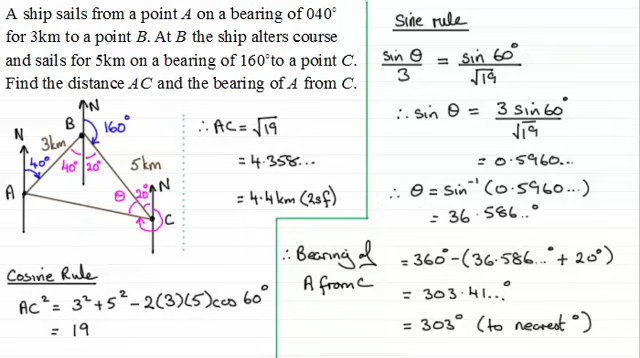 A ship sails from a point A on a bearing of 040°
for 3km to a point B. At B the ship alters course
and sails for 5km on a bearing of 160°to a point C.
Find the distance AC and the bearing of A from C.
N
B
160°
3km
N
40°
40°
20°
5km
A
θ
20°
N
C
Cosine Rule
AC² = 3² + 5² - 2(3)(5)cos 60°
= 19
∴ AC = √19
= 4.358...
= 4.4km (2sf)
Sine rule
sin θ / 3 = sin 60° / √19
∴ sin θ = 3 sin 60° / √19
= 0.5960...
∴ θ = sin⁻¹ (0.5960...)
= 36.586...°
∴ Bearing of A from C = 360° - (36.586...° + 20°)
= 303.41...°
= 303° (to nearest °)